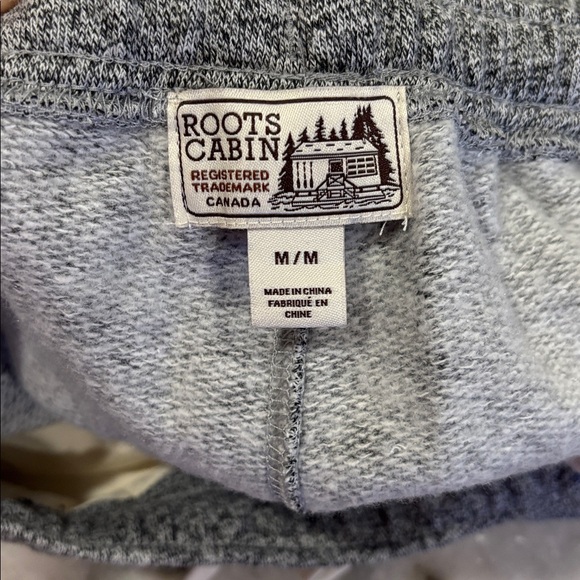 ROOTS
CABIN
REGISTERED
TRADEMARK
CANADA
M/M
MADE IN CHINA
FABRIQUÉ EN
CHINE